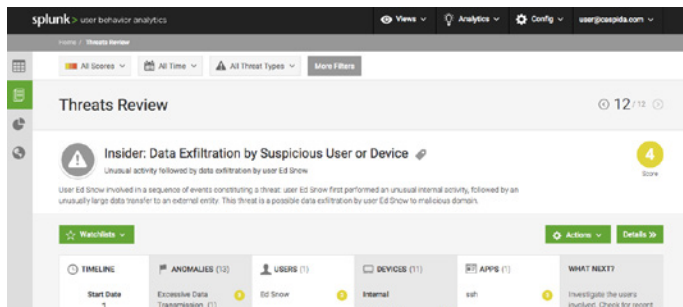 splunk> user behavior analytics
Views
Analytics
Config
user@caspida.com
Home / Threats Review
All Scores
All Time
All Threat Types
More Filters
Threats Review
12/12
Insider: Data Exfiltration by Suspicious User or Device
Unusual activity followed by data exfiltration by user Ed Snow
4
Score
User Ed Snow involved in a sequence of events constituting a threat: user Ed Snow first performed an unusual internal activity, followed by an
unusually large data transfer to an external entity. This threat is a possible data exfiltration by user Ed Snow to malicious domain.
Watchlists
Actions
Details
TIMELINE
ANOMALIES (13)
USERS (1)
DEVICES (11)
APPS (1)
WHAT NEXT?
Start Date
Excessive Data
Transmission (1)
Ed Snow
Internal
ssh
Investigate the users
involved. Check for recent